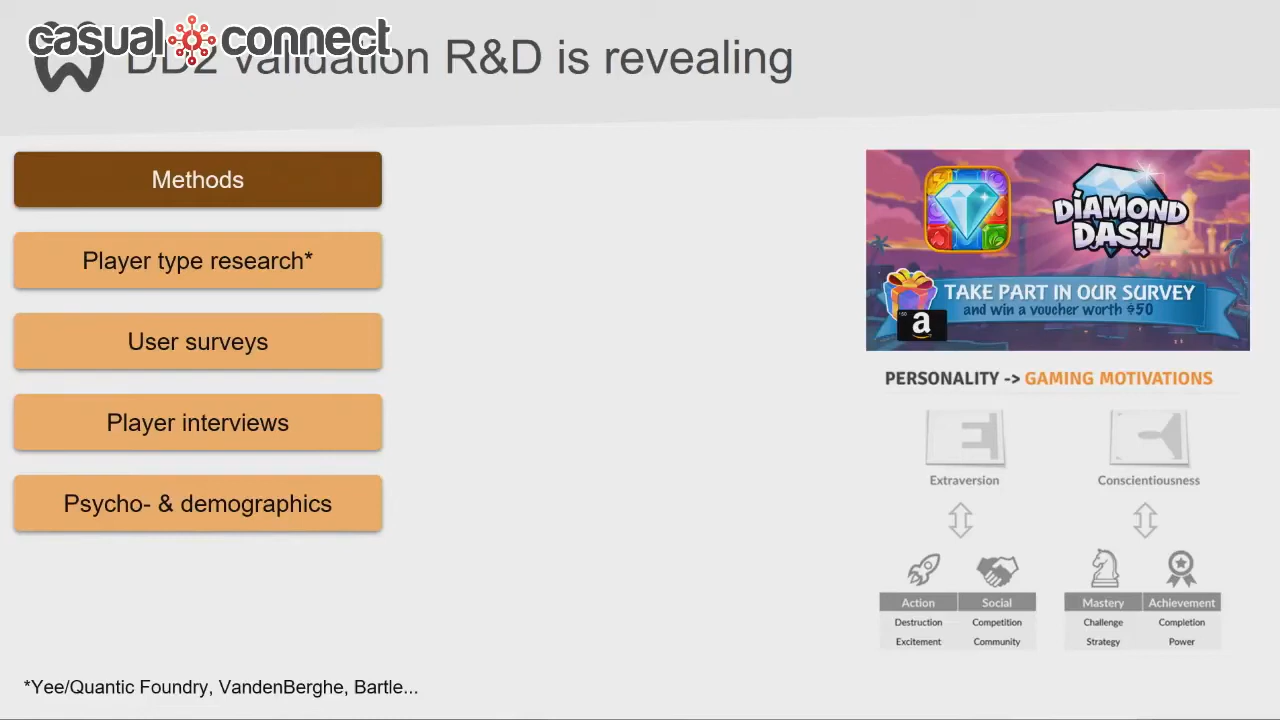 casual connect
DD2 validation R&D is revealing
Methods
Player type research*
User surveys
Player interviews
Psycho- & demographics
*Yee/Quantic Foundry, VandenBerghe, Bartle...
DIAMOND
DASH
TAKE PART IN OUR SURVEY
and win a voucher worth $50
$50
a
PERSONALITY -> GAMING MOTIVATIONS
E
C
Extraversion
Conscientiousness
Action Social Mastery Achievement
Destruction Competition Challenge Completion
Excitement Community Strategy Power